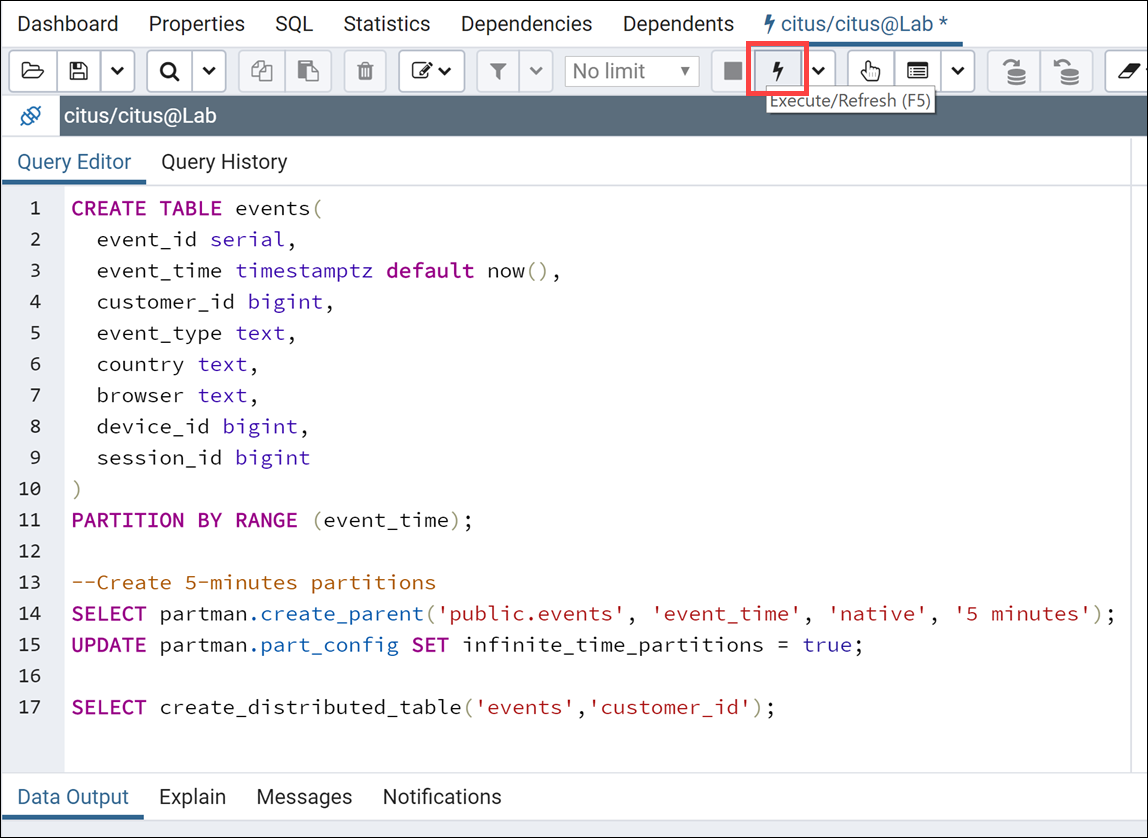 Dashboard Properties SQL Statistics Dependencies Dependents citus/citus@Lab *
No limit
Execute/Refresh (F5)
citus/citus@Lab
Query Editor Query History
1 CREATE TABLE events(
2 event_id serial,
3 event_time timestamptz default now(),
4 customer_id bigint,
5 event_type text,
6 country text,
7 browser text,
8 device_id bigint,
9 session_id bigint
10 )
11 PARTITION BY RANGE (event_time);
12
13 --Create 5-minutes partitions
14 SELECT partman.create_parent('public.events', 'event_time', 'native', '5 minutes');
15 UPDATE partman.part_config SET infinite_time_partitions = true;
16
17 SELECT create_distributed_table('events','customer_id');
Data Output Explain Messages Notifications